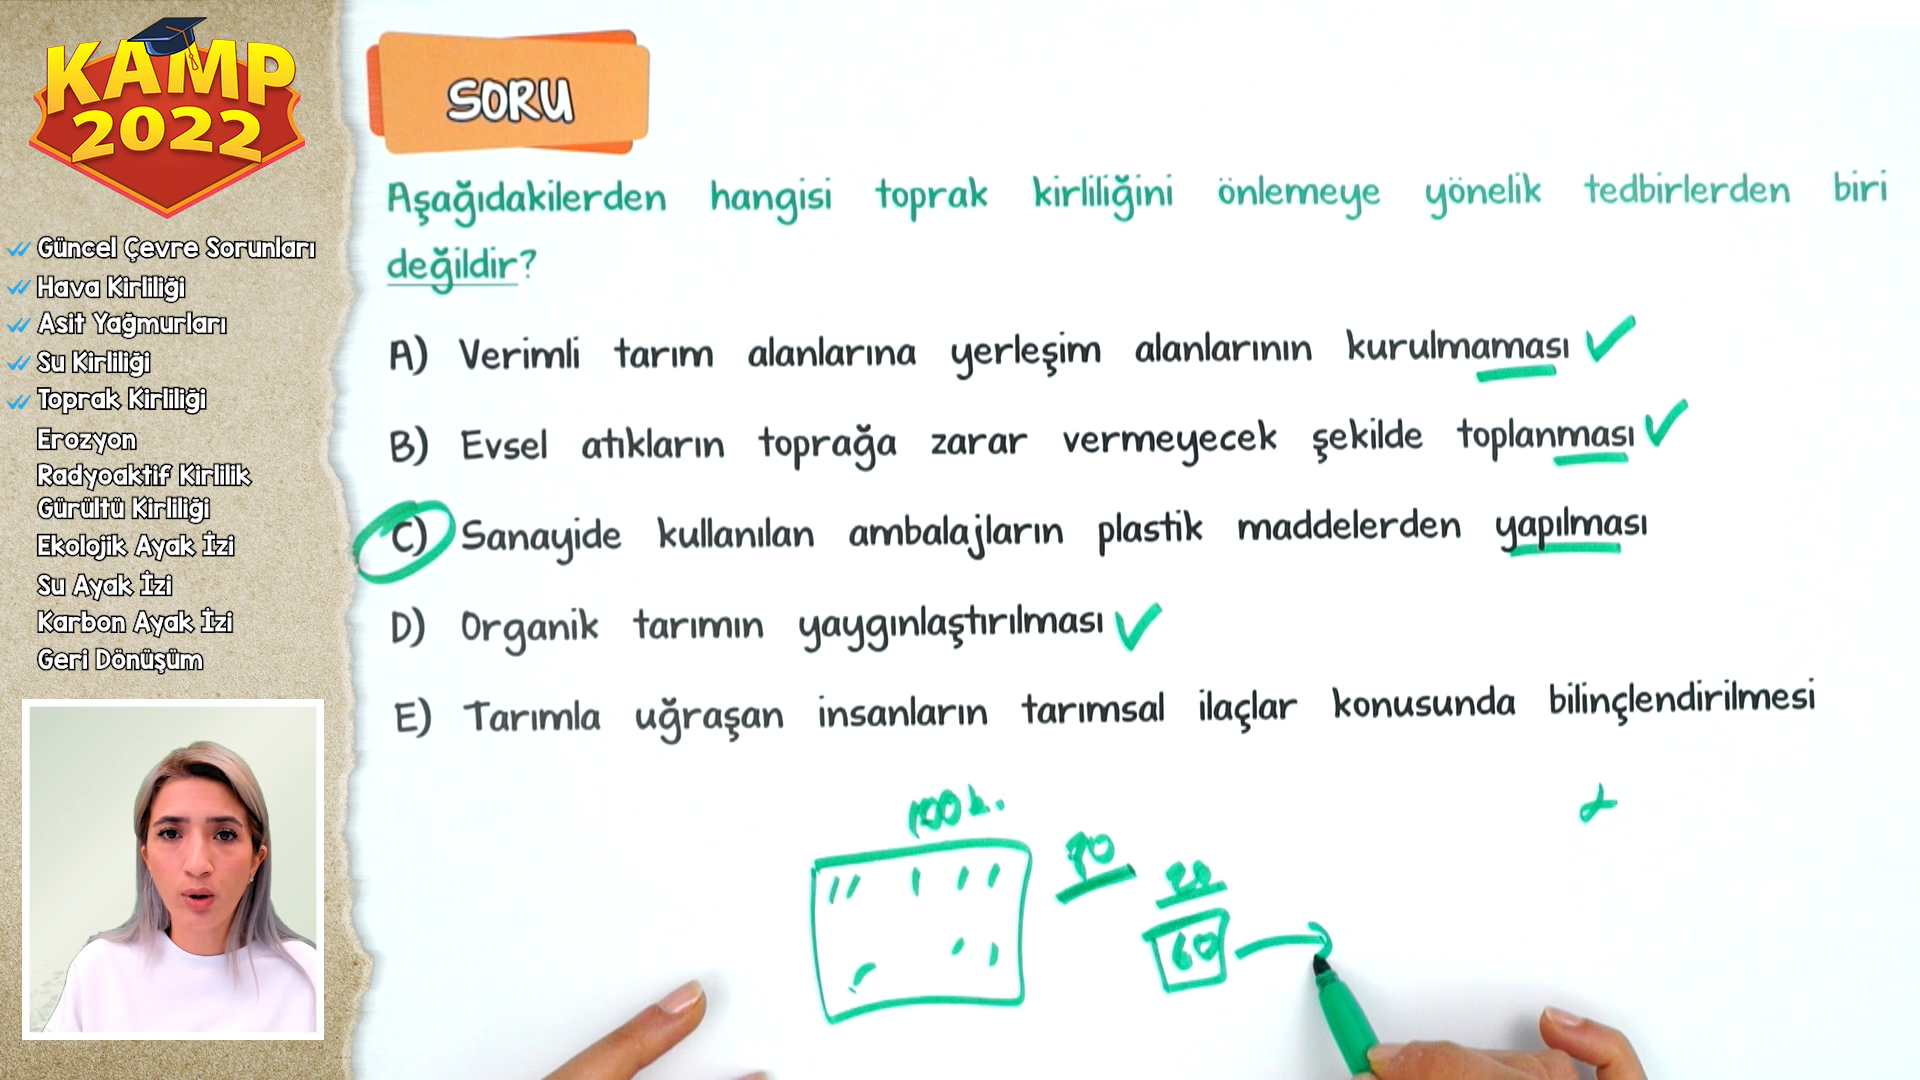 KAMP
2022
Güncel Çevre Sorunları
Hava Kirliliği
Asit Yağmurları
Su Kirliliği
Toprak Kirliliği
Erozyon
Radyoaktif Kirlilik
Gürültü Kirliliği
Ekolojik Ayak İzi
Su Ayak İzi
Karbon Ayak İzi
Geri Dönüşüm
SORU
Aşağıdakilerden hangisi toprak kirliliğini önlemeye yönelik tedbirlerden biri
değildir?
A) Verimli tarım alanlarına yerleşim alanlarının kurulmaması
B) Evsel atıkların toprağa zarar vermeyecek şekilde toplanması
C) Sanayide kullanılan ambalajların plastik maddelerden yapılması
D) Organik tarımın yaygınlaştırılması
E) Tarımla uğraşan insanların tarımsal ilaçlar konusunda bilinçlendirilmesi
90
60